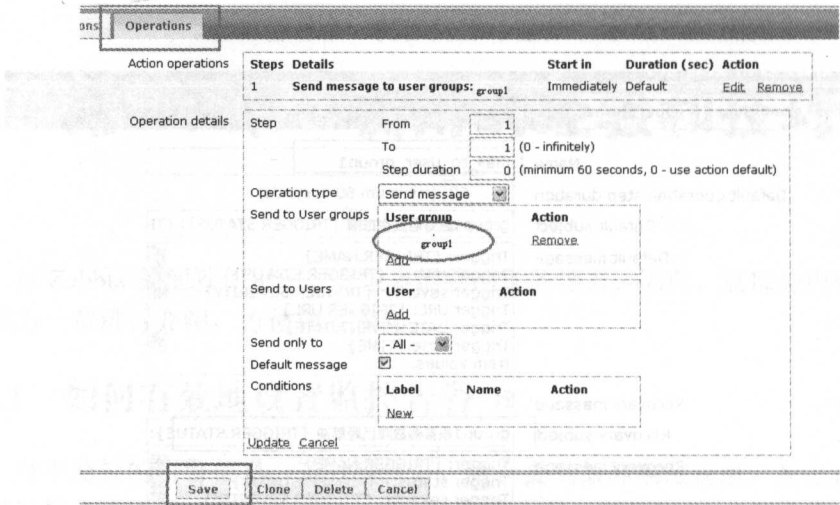 ons Operations
Action operations Steps Details Start in Duration (sec) Action
1 Send message to user groups: group1 Immediately Default Edit Remove
Operation details Step From 1
To 1 (0 - infinitely)
Step duration 0 (minimum 60 seconds, 0 - use action default)
Operation type Send message
Send to User groups User group Action
group1 Remove
Add
Send to Users User Action
Add
Send only to - All -
Default message
Conditions Label Name Action
New
Update Cancel
Save Clone Delete Cancel